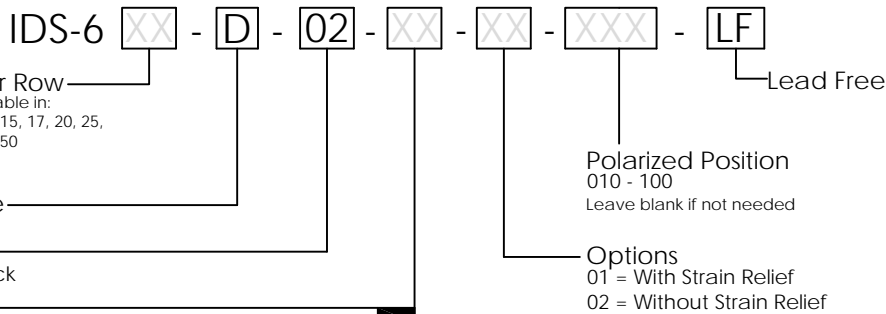 IDS-6 XX - D - 02 - XX - XX - XXX - LF
r Row
able in:
15, 17, 20, 25,
50
e
ck
Lead Free
Polarized Position
010 - 100
Leave blank if not needed
Options
01 = With Strain Relief
02 = Without Strain Relief